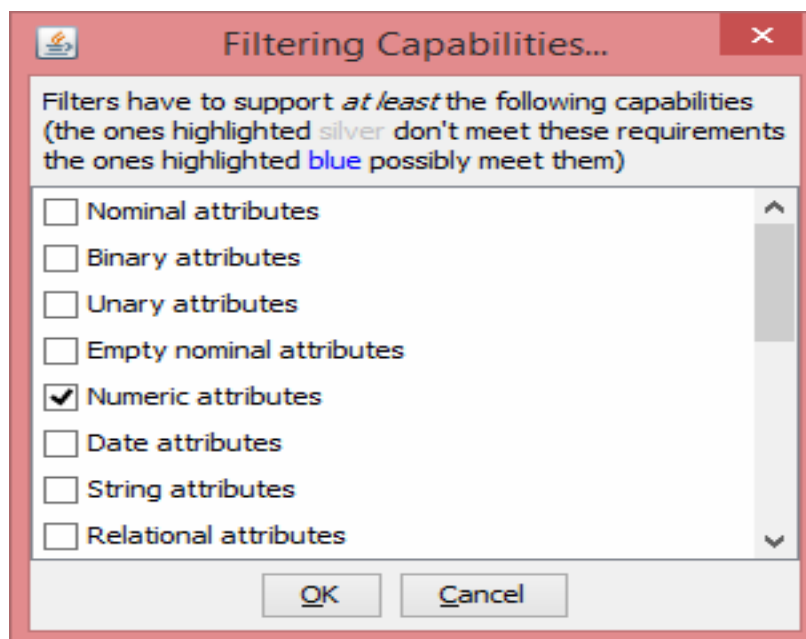 Filtering Capabilities...
Filters have to support at least the following capabilities
(the ones highlighted silver don't meet these requirements
the ones highlighted blue possibly meet them)
Nominal attributes
Binary attributes
Unary attributes
Empty nominal attributes
Numeric attributes
Date attributes
String attributes
Relational attributes
OK Cancel